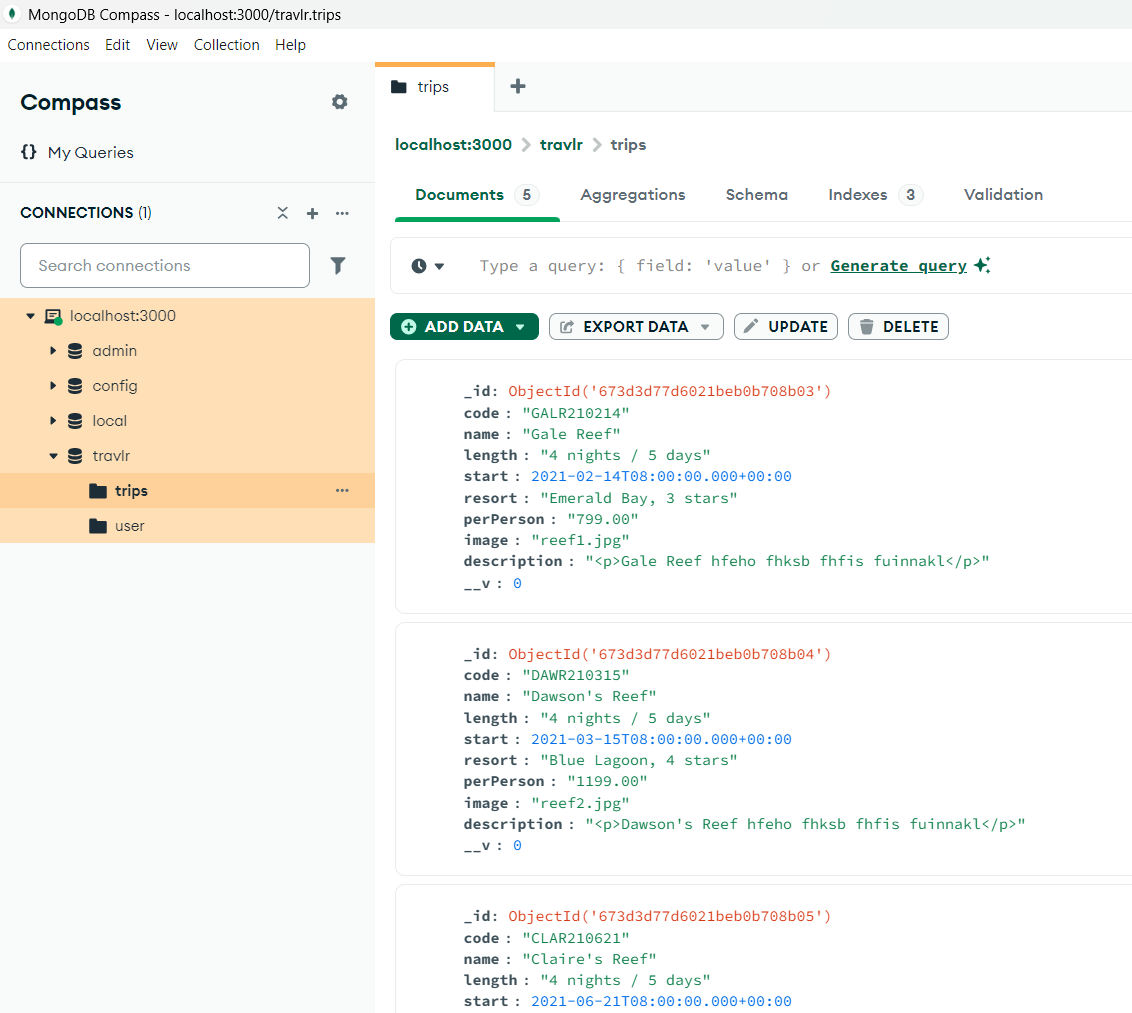 MongoDB Compass - localhost:3000/travlr.trips
Connections Edit View Collection Help
Compass
{} My Queries
CONNECTIONS (1)
Search connections
localhost:3000
admin
config
local
travlr
trips
user
trips
localhost:3000 > travlr > trips
Documents 5 Aggregations Schema Indexes 3 Validation
Type a query: { field: 'value' } or Generate query
ADD DATA EXPORT DATA UPDATE DELETE
_id: ObjectId('673d3d77d6021beb0b708b03')
code : "GALR210214"
name : "Gale Reef"
length : "4 nights / 5 days"
start : 2021-02-14T08:00:00.000+00:00
resort : "Emerald Bay, 3 stars"
perPerson : "799.00"
image : "reef1.jpg"
description : "<p>Gale Reef hfeho fhksb fhfis fuinnakl</p>"
__v : 0
_id: ObjectId('673d3d77d6021beb0b708b04')
code : "DAWR210315"
name : "Dawson's Reef"
length : "4 nights / 5 days"
start : 2021-03-15T08:00:00.000+00:00
resort : "Blue Lagoon, 4 stars"
perPerson : "1199.00"
image : "reef2.jpg"
description : "<p>Dawson's Reef hfeho fhksb fhfis fuinnakl</p>"
__v : 0
_id: ObjectId('673d3d77d6021beb0b708b05')
code : "CLAR210621"
name : "Claire's Reef"
length : "4 nights / 5 days"
start : 2021-06-21T08:00:00.000+00:00